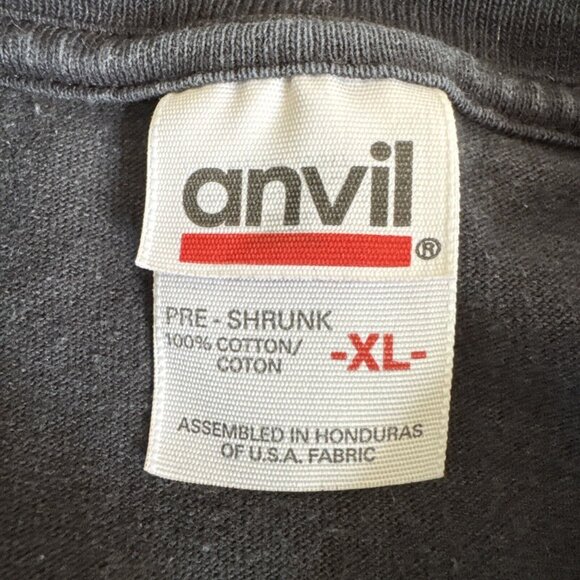 anvil®
PRE - SHRUNK
100% COTTON/
COTON
-XL-
ASSEMBLED IN HONDURAS
OF U.S.A. FABRIC